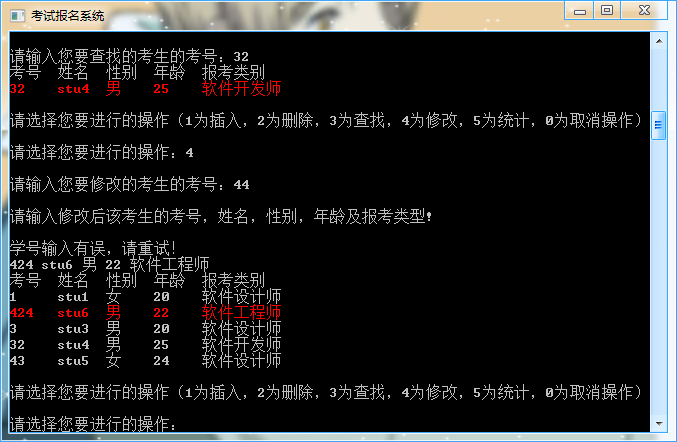 考试报名系统
请输入您要查找的考生的考号：32
考号 姓名 性别 年龄 报考类别
32 stu4 男 25 软件开发师
请选择您要进行的操作（1为插入，2为删除，3为查找，4为修改，5为统计，0为取消操作）
请选择您要进行的操作：4
请输入您要修改的考生的考号：44
请输入修改后该考生的考号，姓名，性别，年龄及报考类型！
学号输入有误，请重试！
424 stu6 男 22 软件工程师
考号 姓名 性别 年龄 报考类别
1 stu1 女 20 软件设计师
424 stu6 男 22 软件工程师
3 stu3 男 20 软件设计师
32 stu4 男 25 软件开发师
43 stu5 女 24 软件设计师
请选择您要进行的操作（1为插入，2为删除，3为查找，4为修改，5为统计，0为取消操作）
请选择您要进行的操作：